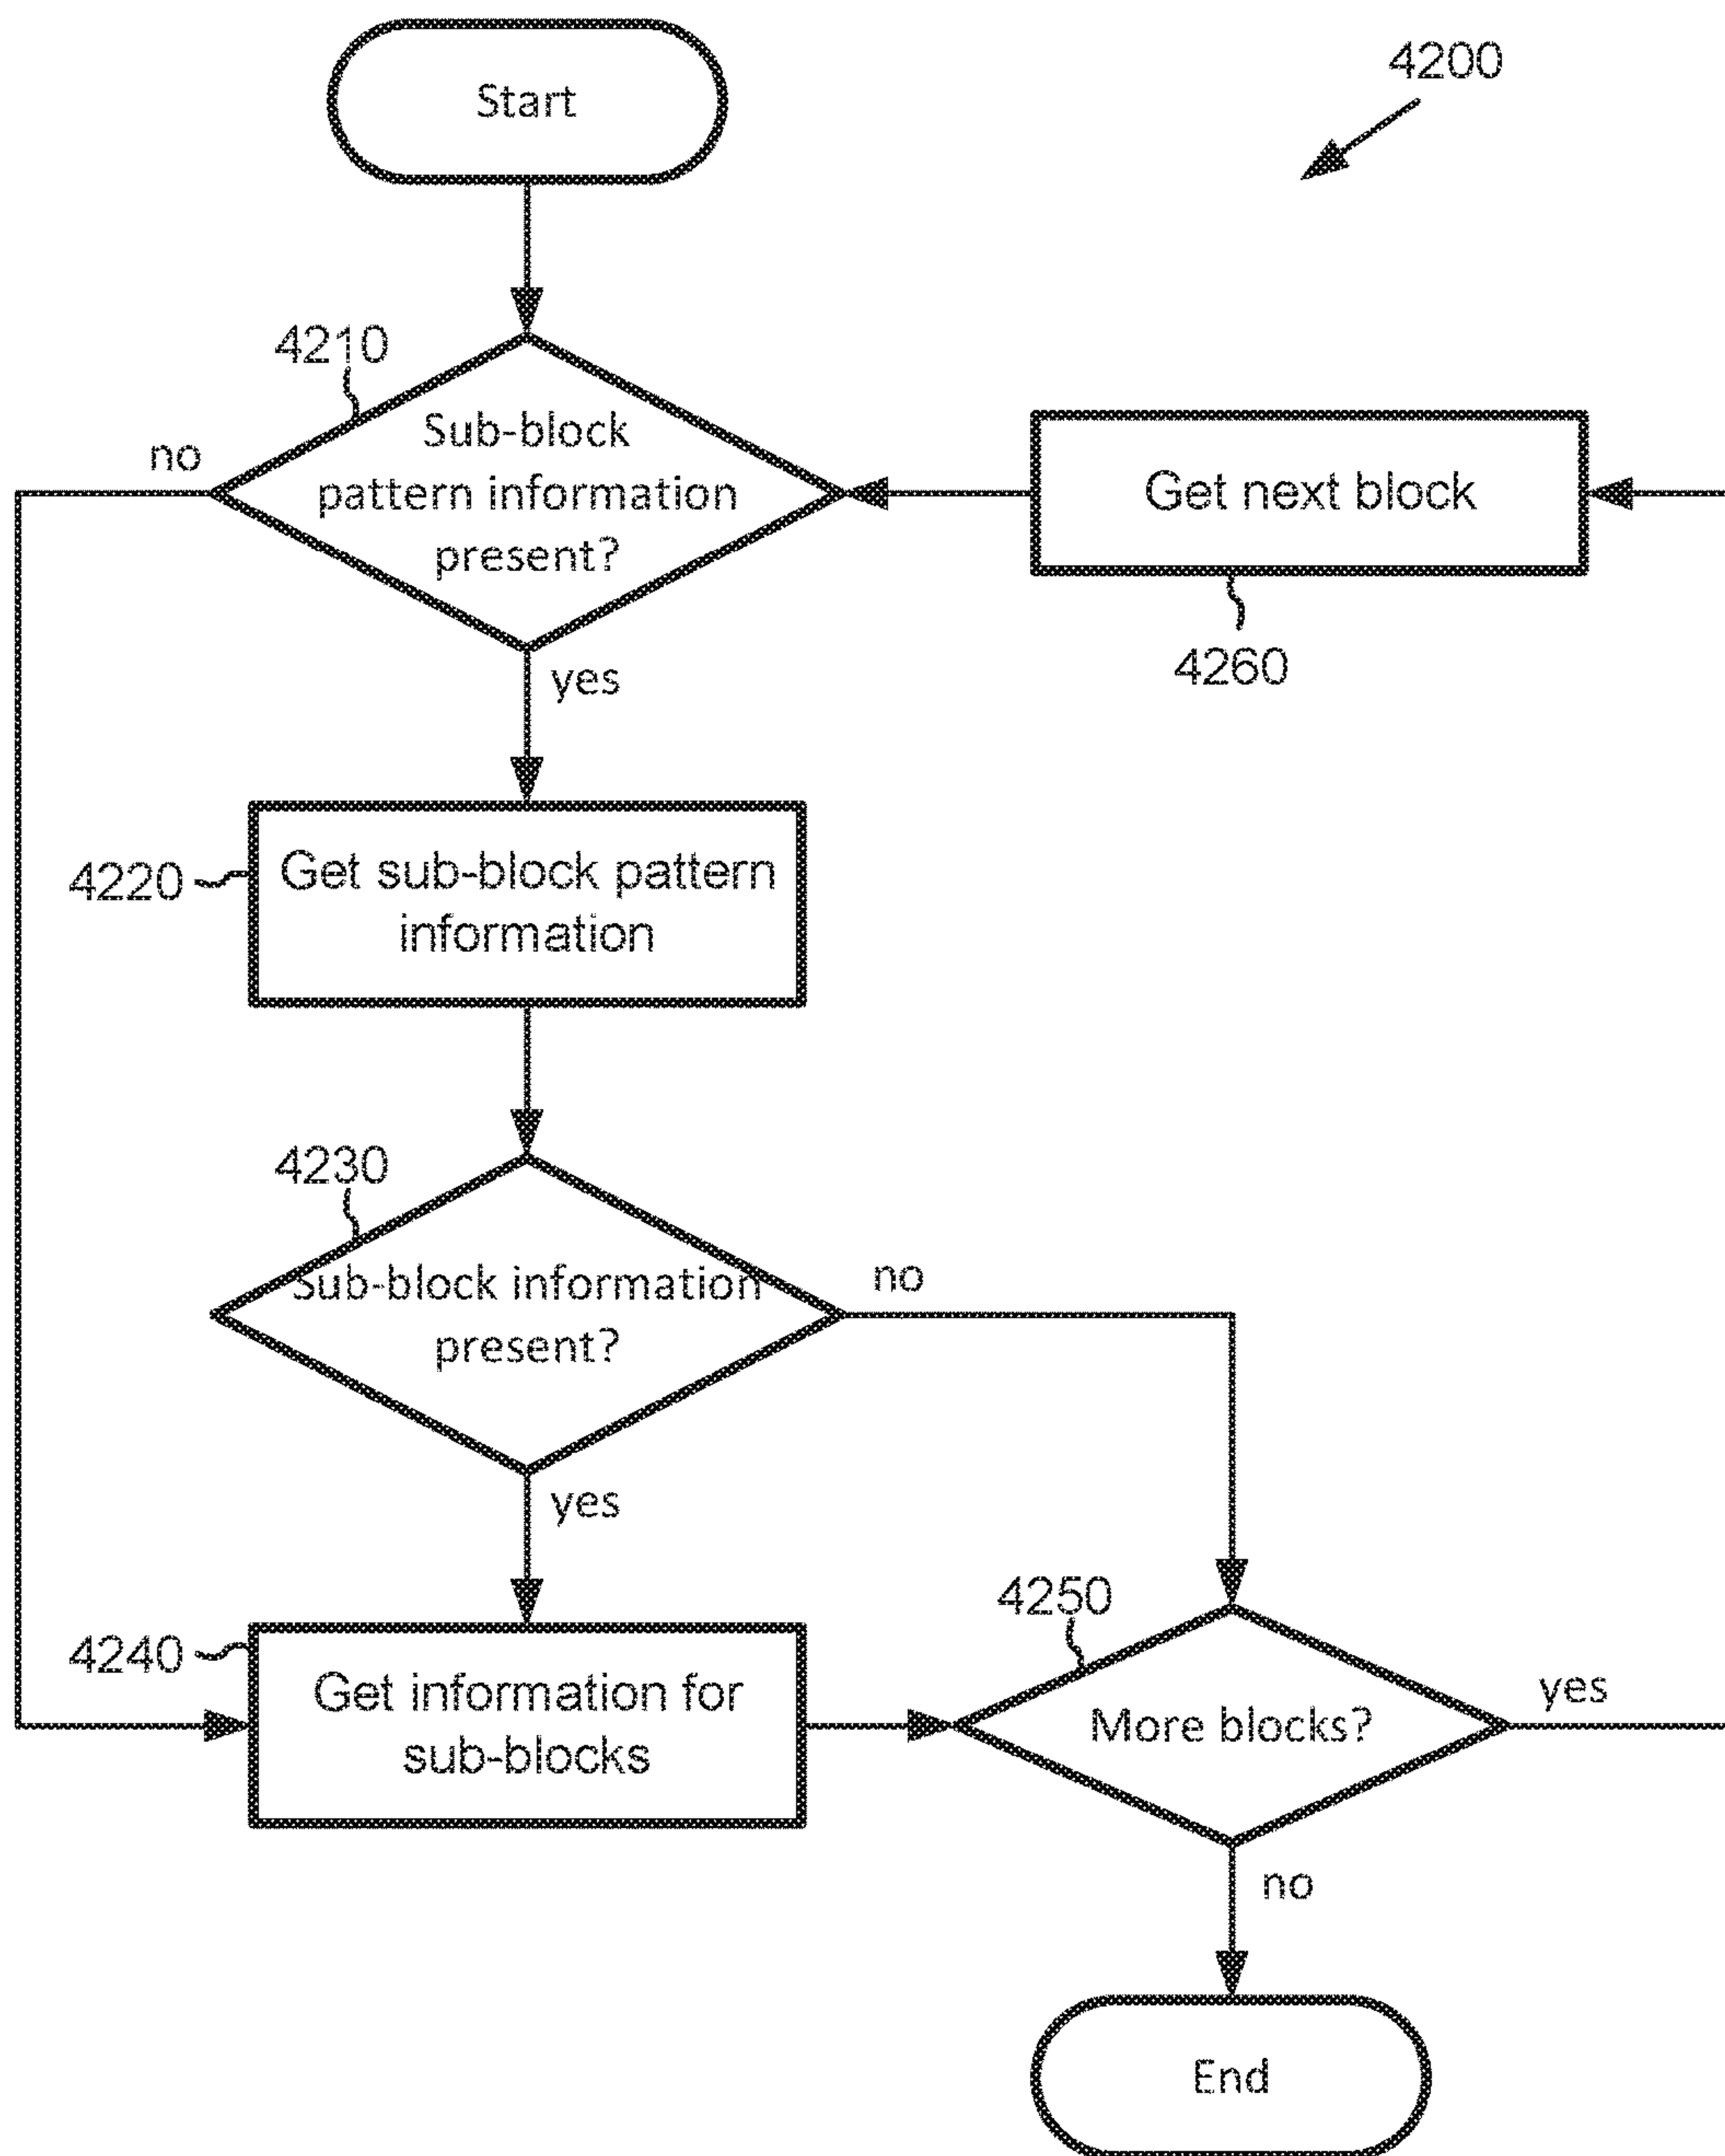 Start
4200
4210
no
Sub-block
pattern information
present?
Get next block
4260
yes
4220
Get sub-block pattern
information
4230
Sub-block information
present?
no
yes
4240
Get information for
sub-blocks
4250
More blocks?
yes
no
End